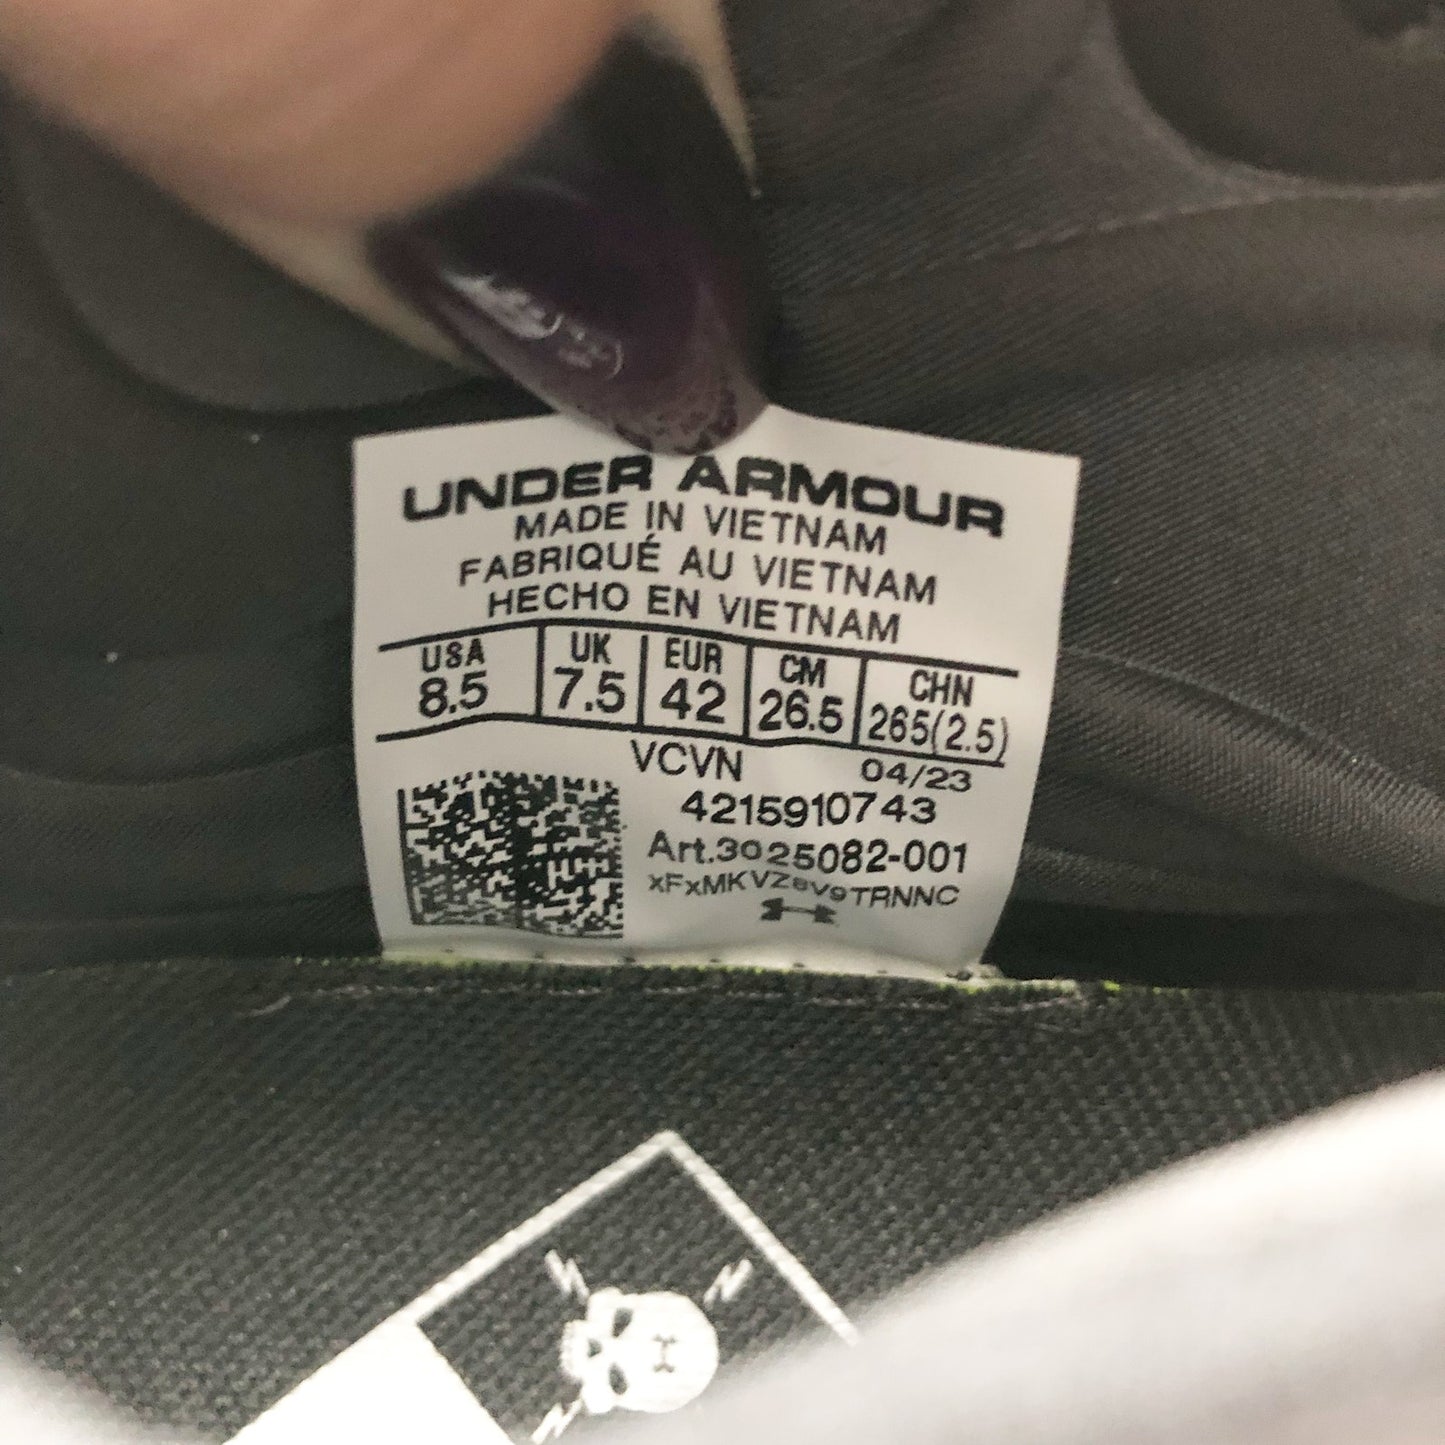 UNDER ARMOUR
MADE IN VIETNAM
FABRIQUÉ AU VIETNAM
HECHO EN VIETNAM
USA UK EUR CM CHN
8.5 7.5 42 26.5 265(2.5)
VCVN 04/23
4215910743
Art.3025082-001
xFxMKVZ8V9TRNNC